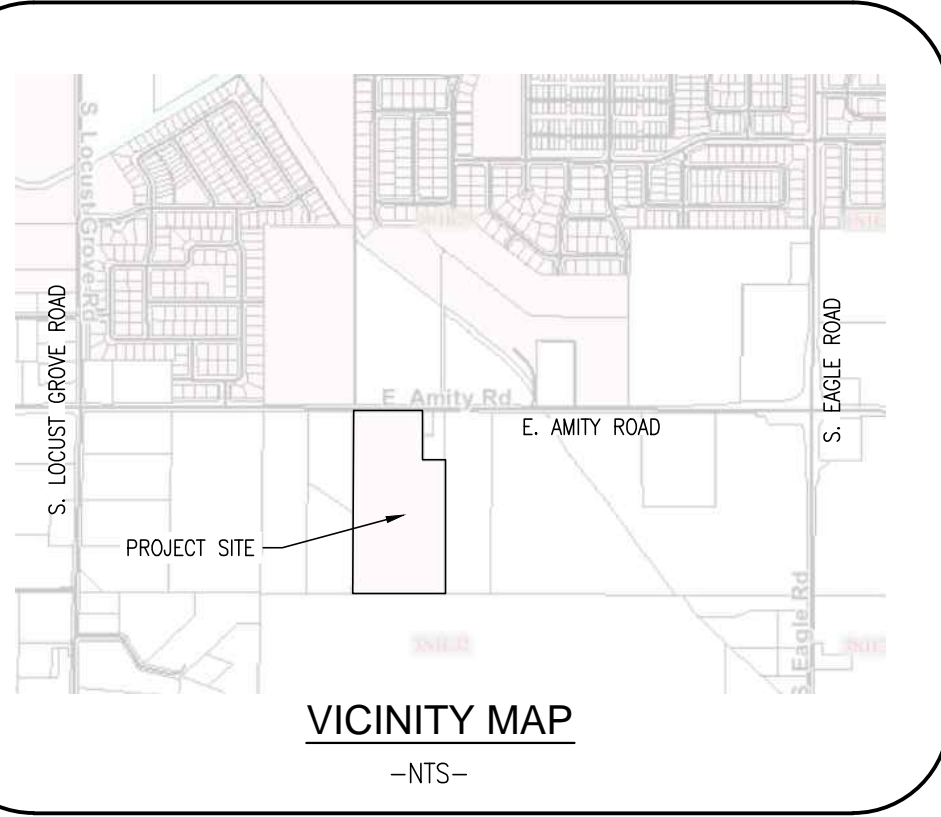 S. Locust Grove Rd
S. LOCUST GROVE ROAD
E Amity Rd
E. AMITY ROAD
S. EAGLE ROAD
PROJECT SITE
3N1E32
S. Eagle Rd
VICINITY MAP
-NTS-